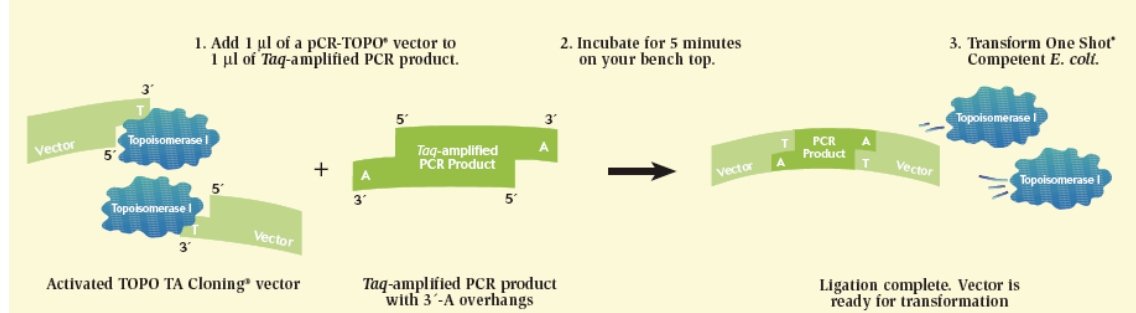 1. Add 1 µl of a pCR-TOPO® vector to
1 µl of Taq-amplified PCR product.
2. Incubate for 5 minutes
on your bench top.
3. Transform One Shot®
Competent E. coli.
3´
T
Topoisomerase I
Vector
5´
5´
Topoisomerase I
T
Vector
3´
+
5´
3´
Taq-amplified
PCR Product
A
A
3´
5´
T
PCR
Product
A
Vector
A
T
Vector
Topoisomerase I
Topoisomerase I
Activated TOPO TA Cloning® vector
Taq-amplified PCR product
with 3´-A overhangs
Ligation complete. Vector is
ready for transformation